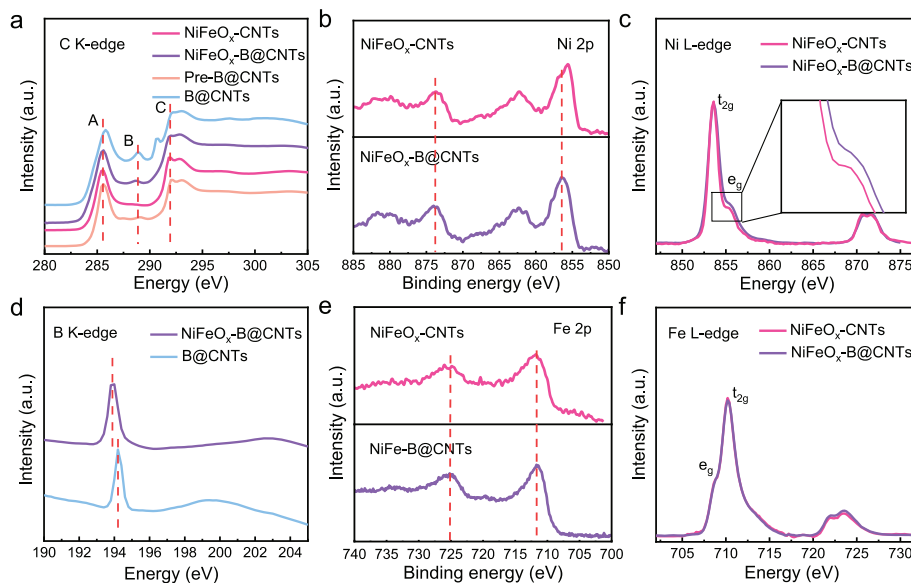 a
C K-edge
NiFeOₓ-CNTs
NiFeOₓ-B@CNTs
Pre-B@CNTs
B@CNTs
A
B
C
Intensity (a.u.)
280 285 290 295 300 305
Energy (eV)
b
NiFeOₓ-CNTs
Ni 2p
NiFeOₓ-B@CNTs
Intensity (a.u.)
885 880 875 870 865 860 855 850
Binding energy (eV)
c
Ni L-edge
NiFeOₓ-CNTs
NiFeOₓ-B@CNTs
t₂g
e_g
Intensity (a.u.)
850 855 860 865 870 875
Energy (eV)
d
B K-edge
NiFeOₓ-B@CNTs
B@CNTs
Intensity (a.u.)
190 192 194 196 198 200 202 204
Energy (eV)
e
NiFeOₓ-CNTs
Fe 2p
NiFe-B@CNTs
Intensity (a.u.)
740 735 730 725 720 715 710 705 700
Binding energy (eV)
f
Fe L-edge
NiFeOₓ-CNTs
NiFeOₓ-B@CNTs
t₂g
e_g
Intensity (a.u.)
705 710 715 720 725 730
Energy (eV)